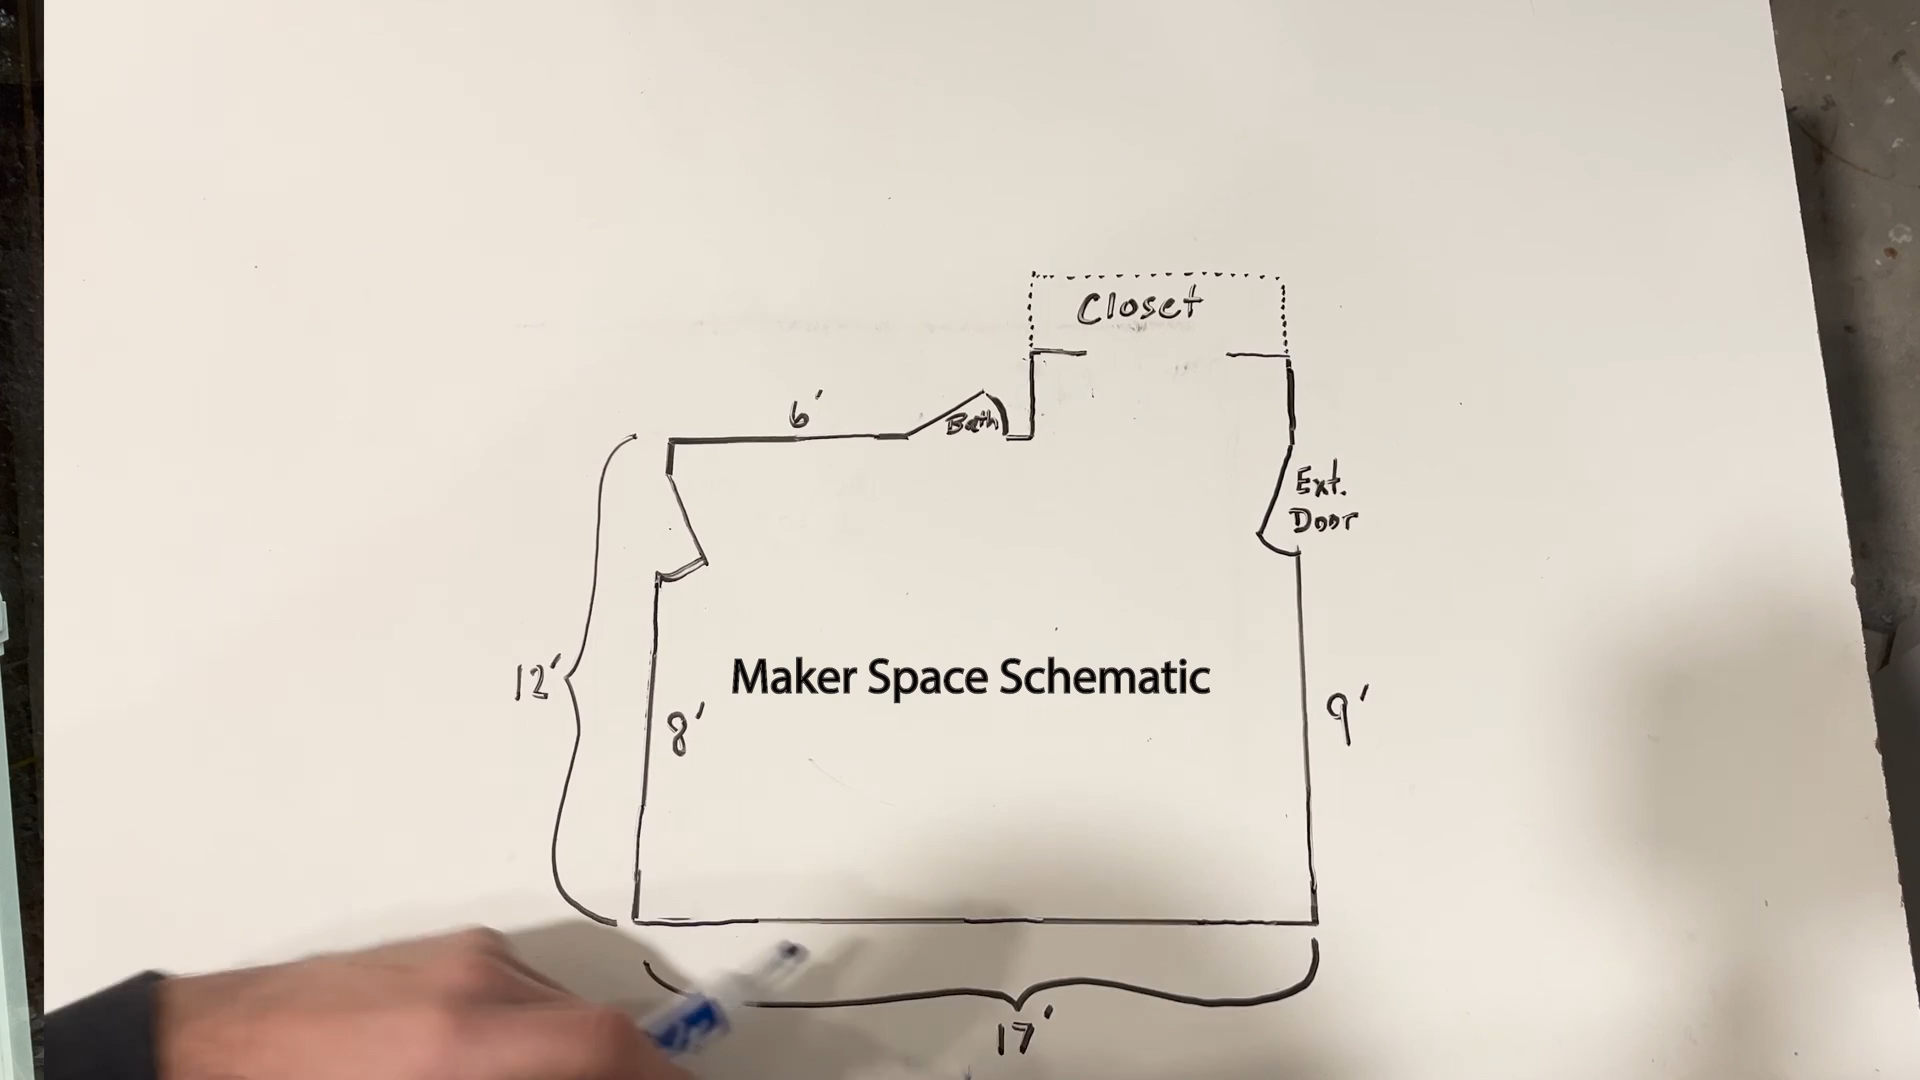 Closet
6'
Bath
Ext.
Door
12'
Maker Space Schematic
8'
9'
17'